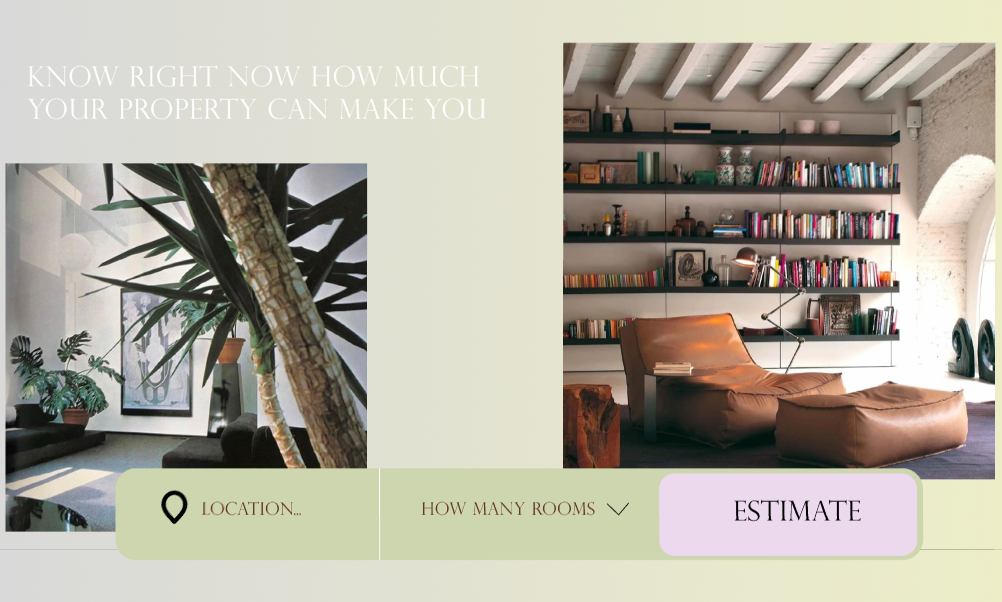 KNOW RIGHT NOW HOW MUCH
YOUR PROPERTY CAN MAKE YOU
LOCATION...
HOW MANY ROOMS
ESTIMATE